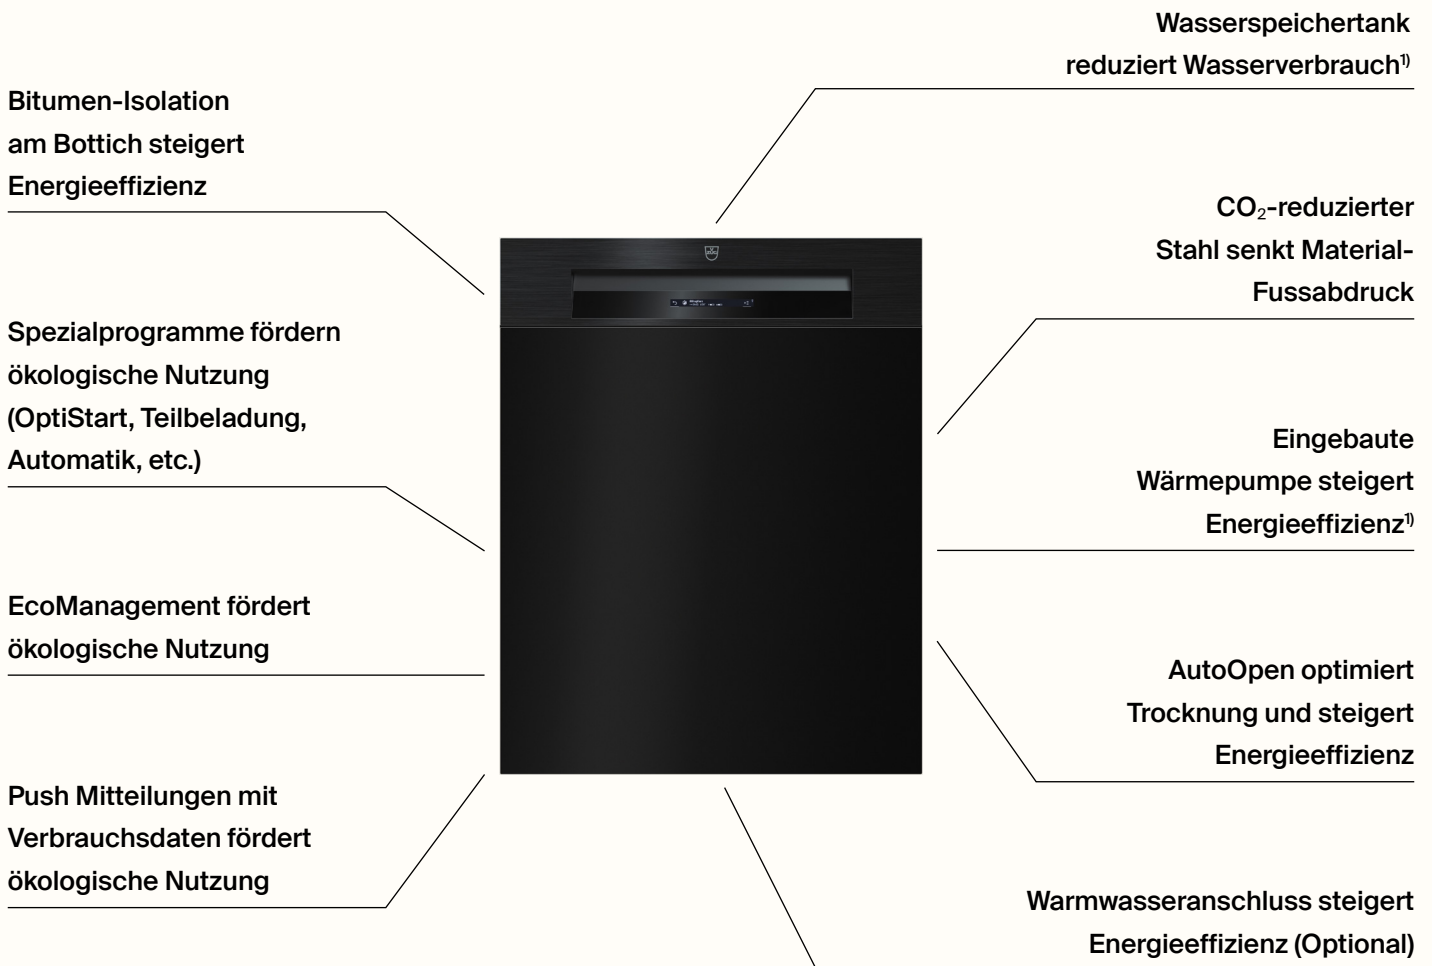 Wasserspeichertank
reduziert Wasserverbrauch¹⁾
Bitumen-Isolation
am Bottich steigert
Energieeffizienz
CO₂-reduzierter
Stahl senkt Material-
Fussabdruck
Spezialprogramme fördern
ökologische Nutzung
(OptiStart, Teilbeladung,
Automatik, etc.)
Eingebaute
Wärmepumpe steigert
Energieeffizienz¹⁾
EcoManagement fördert
ökologische Nutzung
AutoOpen optimiert
Trocknung und steigert
Energieeffizienz
Push Mitteilungen mit
Verbrauchsdaten fördert
ökologische Nutzung
Warmwasseranschluss steigert
Energieeffizienz (Optional)